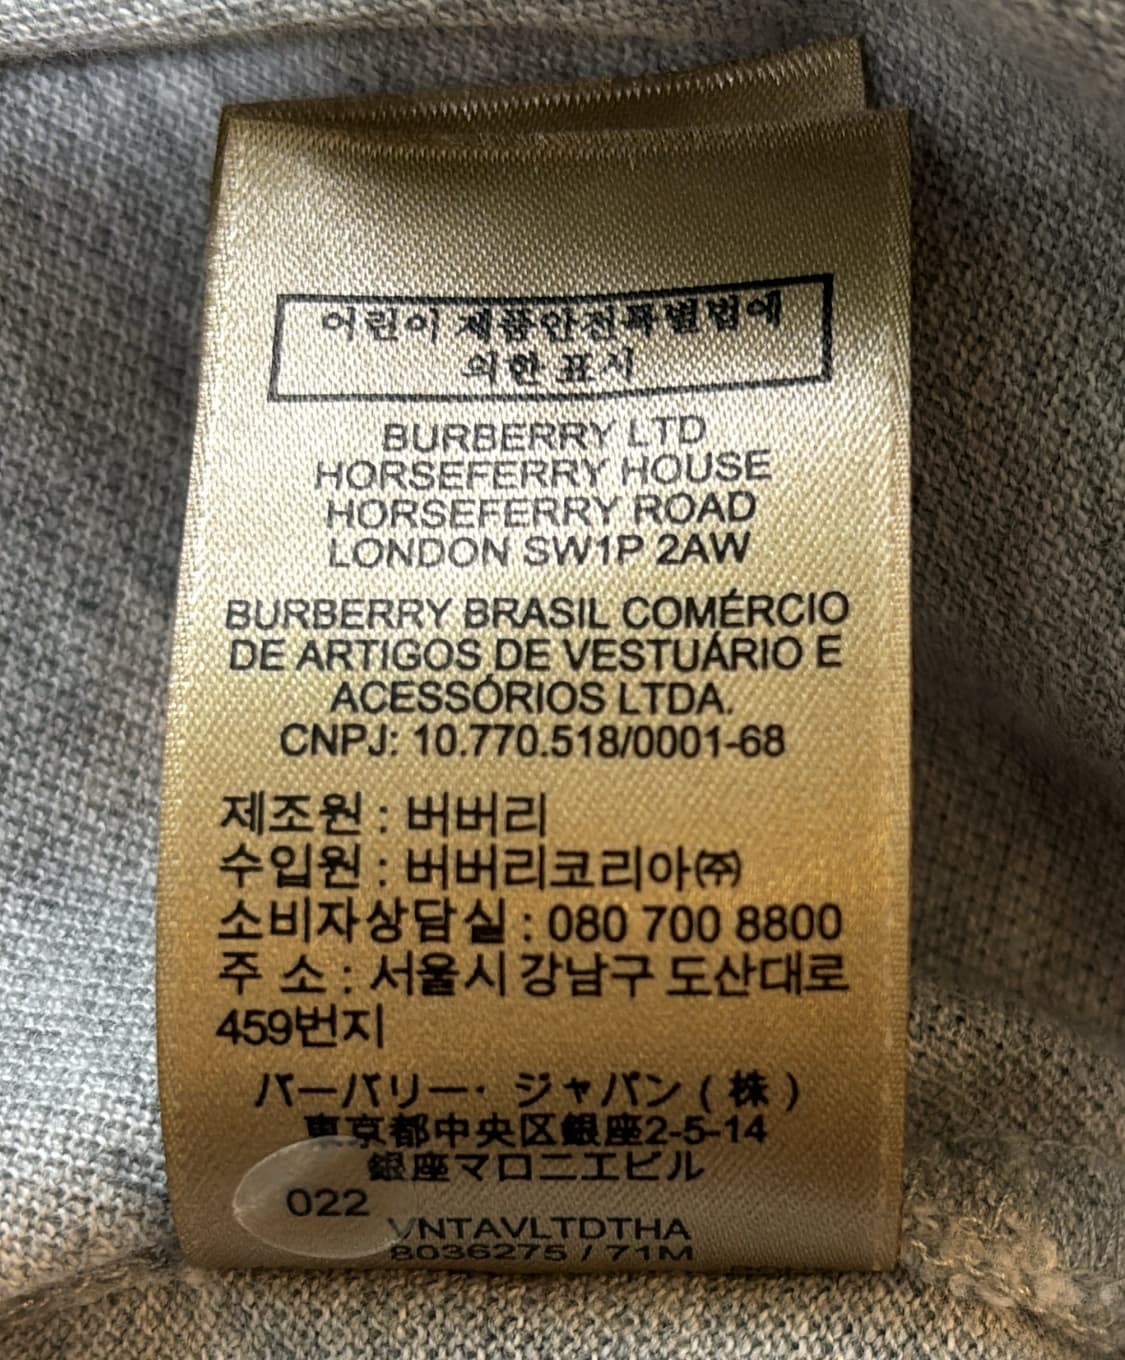 어린이 제품안전특별법에
의한 표시
BURBERRY LTD
HORSEFERRY HOUSE
HORSEFERRY ROAD
LONDON SW1P 2AW
BURBERRY BRASIL COMÉRCIO
DE ARTIGOS DE VESTUÁRIO E
ACESSÓRIOS LTDA.
CNPJ: 10.770.518/0001-68
제조원 : 버버리
수입원 : 버버리코리아㈜
소비자상담실 : 080 700 8800
주 소 : 서울시 강남구 도산대로
459번지
バーバリー・ ジャパン ( 株 )
東京都中央区銀座2-5-14
銀座マロニエビル
022
VNTAVLTDTHA
8036275 / 71M